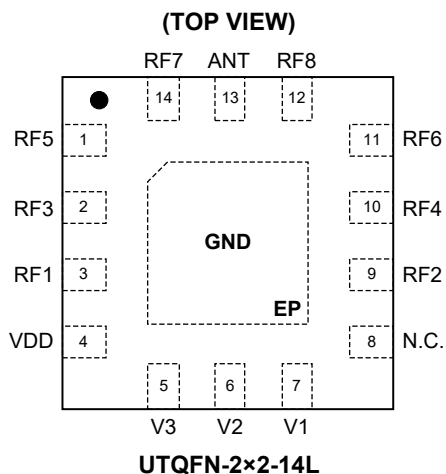 (TOP VIEW)
RF7 ANT RF8
14 13 12
RF5 1 11 RF6
RF3 2 10 RF4
GND
RF1 3 9 RF2
EP
VDD 4 8 N.C.
5 6 7
V3 V2 V1
UTQFN-2×2-14L